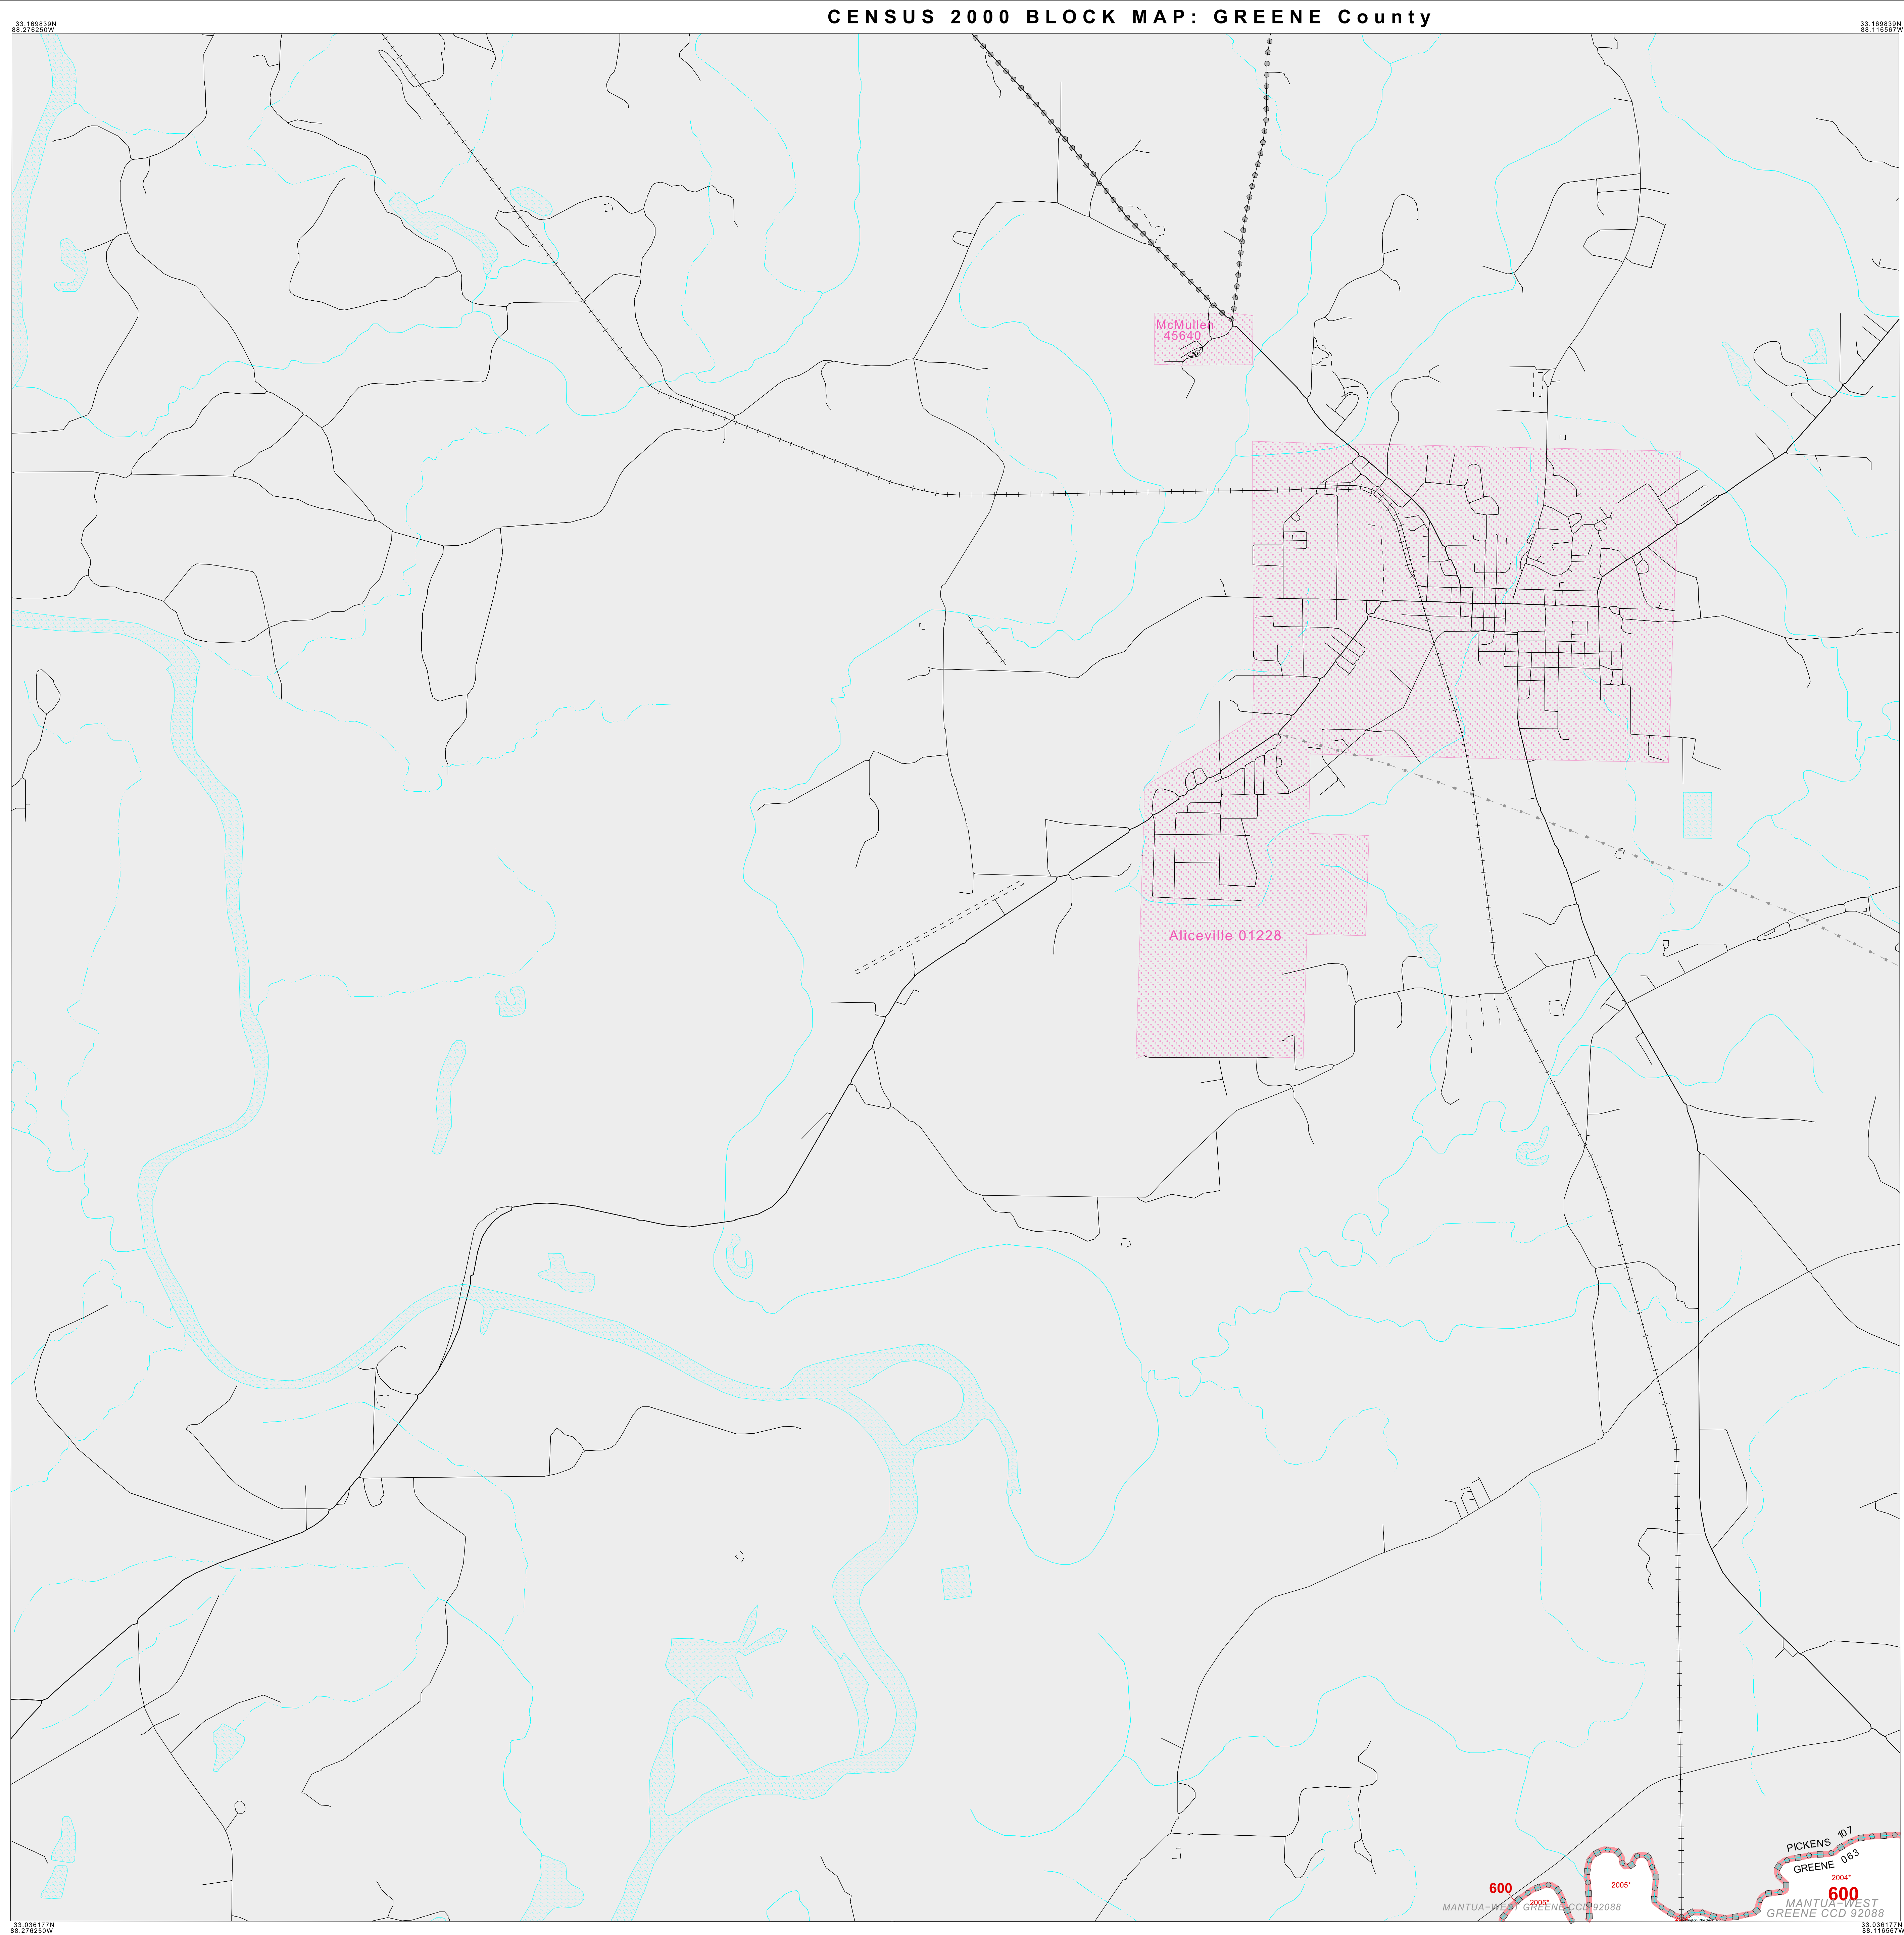 CENSUS 2000 BLOCK MAP: GREENE County
33.169839N
88.276250W
33.169839N
88.116567W
McMullen
45640
Aliceville 01228
PICKENS 107
GREENE 063
2004*
600
MANTUA-WEST
GREENE CCD 92088
2005*
600
2005*
MANTUA-WEST GREENE CCD 92088
33.036177N
88.276250W
33.036177N
88.116567W